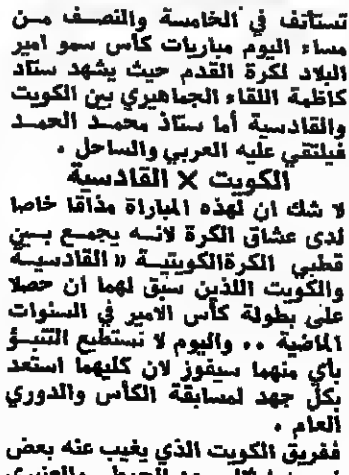 تستأنف في الخامسة والنصف من
مساء اليوم مباريات كأس سمو امير
البلاد لكرة القدم حيث يشهد ستاد
كاظمة اللقاء الجماهيري بين الكويت
والقادسية أما ستاذ محمد الحمد
فيلتقي عليه العربي والساحل .
الكويت × القادسية
لا شك ان لهذه المباراة مذاقا خاصا
لدى عشاق الكرة لانه يجمع بين
قطبي الكرة الكويتية « القادسية
والكويت اللذين سبق لهما ان حصلا
على بطولة كأس الامير في السنوات
الماضية .. واليوم لا نستطيع التنبؤ
بأي منهما سيفوز لان كليهما استعد
بكل جهد لمسابقة الكأس والدوري
العام .
ففريق الكويت الذي يغيب عنه بعض